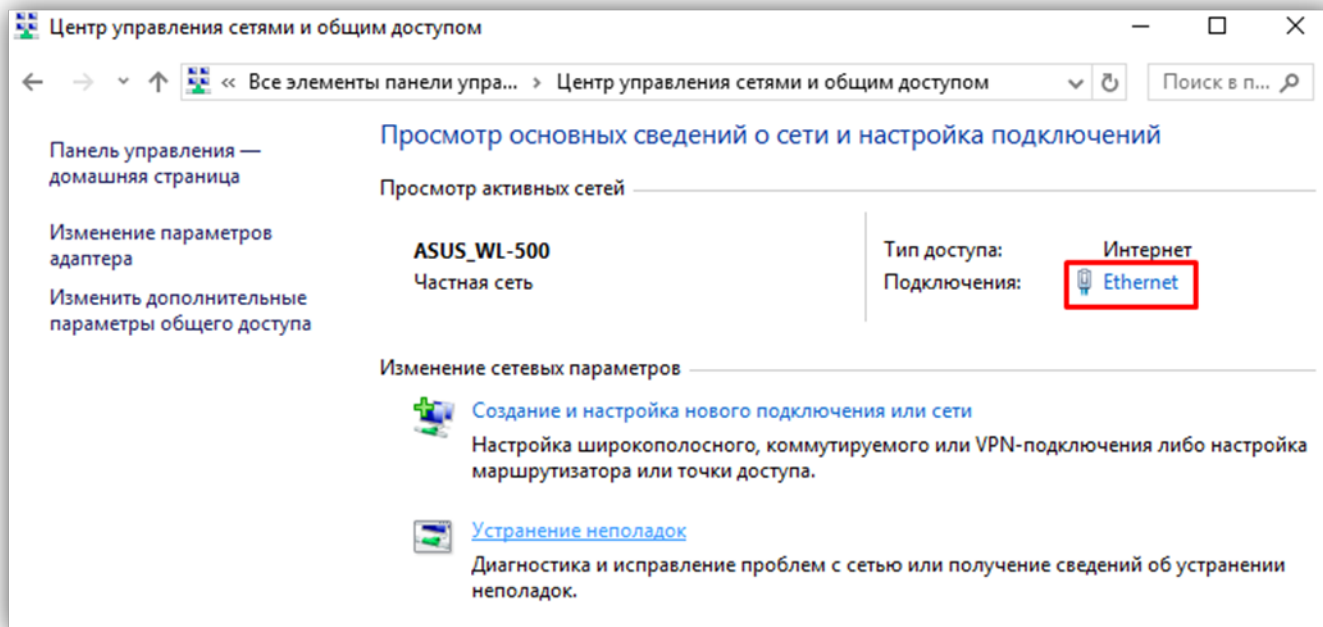 Центр управления сетями и общим доступом
« Все элементы панели упра... › Центр управления сетями и общим доступом
Поиск в п...
Панель управления —
домашняя страница
Изменение параметров
адаптера
Изменить дополнительные
параметры общего доступа
Просмотр основных сведений о сети и настройка подключений
Просмотр активных сетей
ASUS_WL-500
Частная сеть
Тип доступа: Интернет
Подключения: Ethernet
Изменение сетевых параметров
Создание и настройка нового подключения или сети
Настройка широкополосного, коммутируемого или VPN-подключения либо настройка
маршрутизатора или точки доступа.
Устранение неполадок
Диагностика и исправление проблем с сетью или получение сведений об устранении
неполадок.